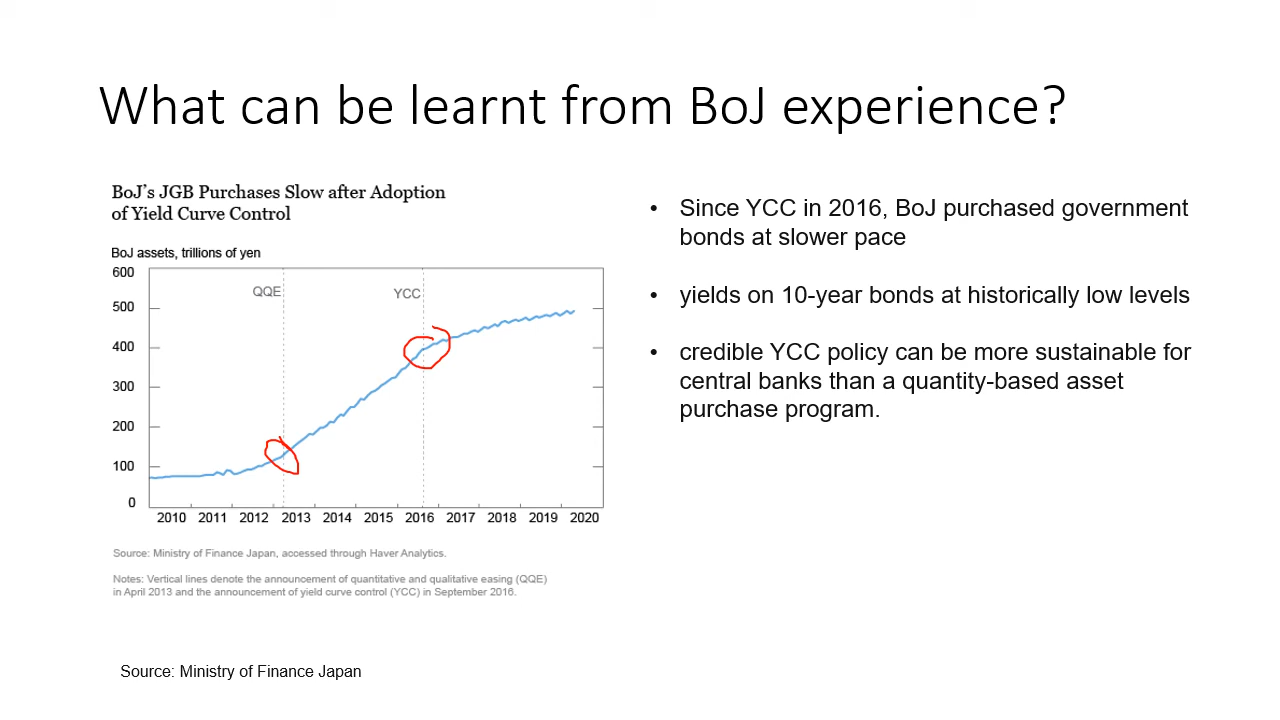 What can be learnt from BoJ experience?
BoJ’s JGB Purchases Slow after Adoption
of Yield Curve Control
BoJ assets, trillions of yen
600
500
400
300
200
100
0
QQE
YCC
2010 2011 2012 2013 2014 2015 2016 2017 2018 2019 2020
Source: Ministry of Finance Japan, accessed through Haver Analytics.
Notes: Vertical lines denote the announcement of quantitative and qualitative easing (QQE)
in April 2013 and the announcement of yield curve control (YCC) in September 2016.
• Since YCC in 2016, BoJ purchased government
bonds at slower pace
• yields on 10-year bonds at historically low levels
• credible YCC policy can be more sustainable for
central banks than a quantity-based asset
purchase program.
Source: Ministry of Finance Japan